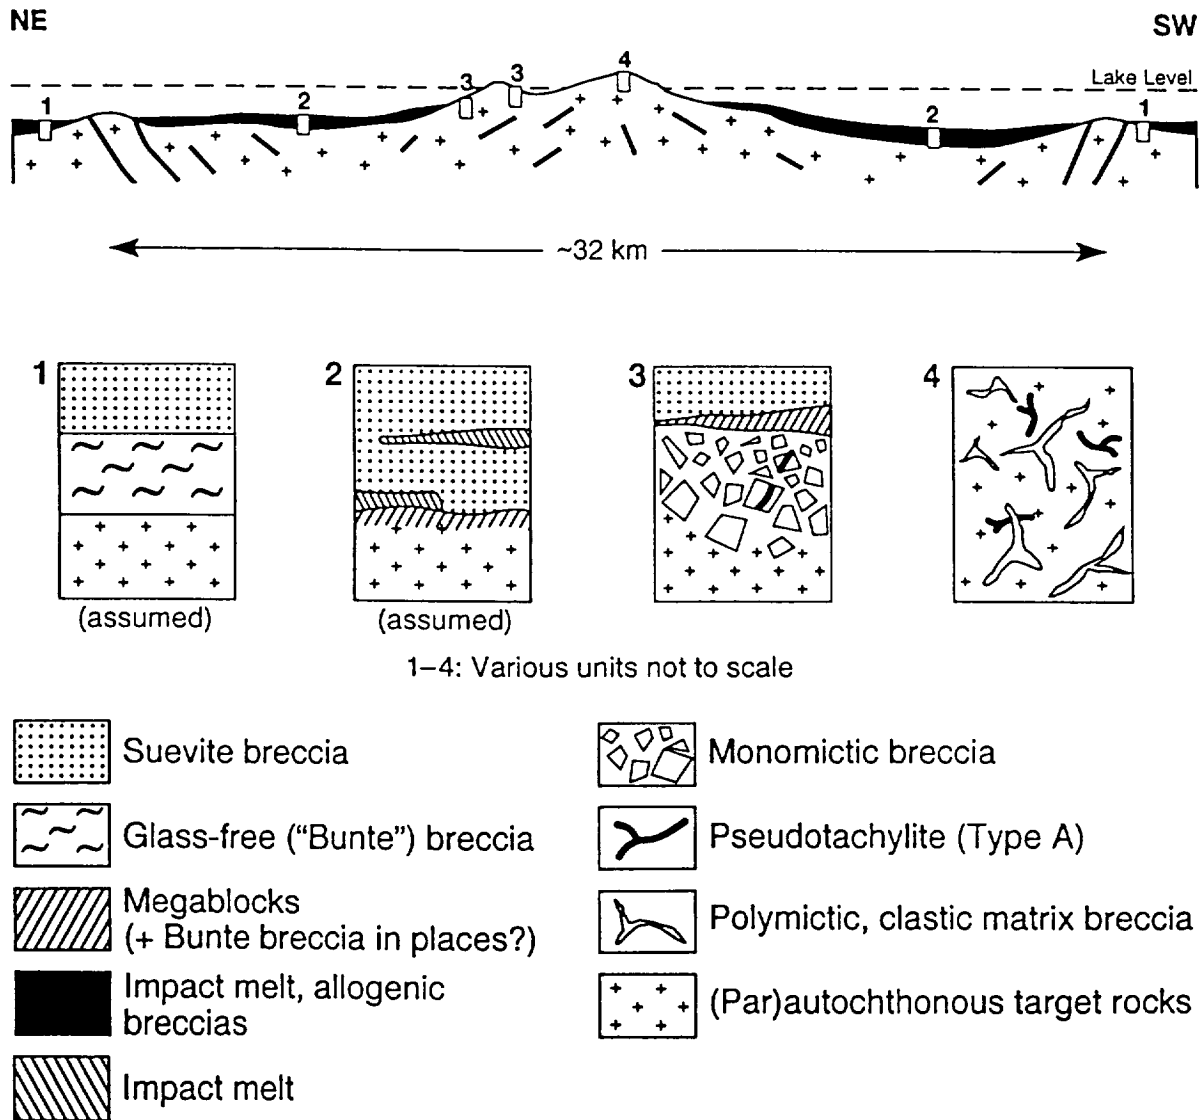 NE
SW
Lake Level
1
2
3
3
4
2
1
~32 km
1
2
3
4
(assumed)
(assumed)
1–4: Various units not to scale
Suevite breccia
Glass-free (“Bunte”) breccia
Megablocks
(+ Bunte breccia in places?)
Impact melt, allogenic
breccias
Impact melt
Monomictic breccia
Pseudotachylite (Type A)
Polymictic, clastic matrix breccia
(Par)autochthonous target rocks